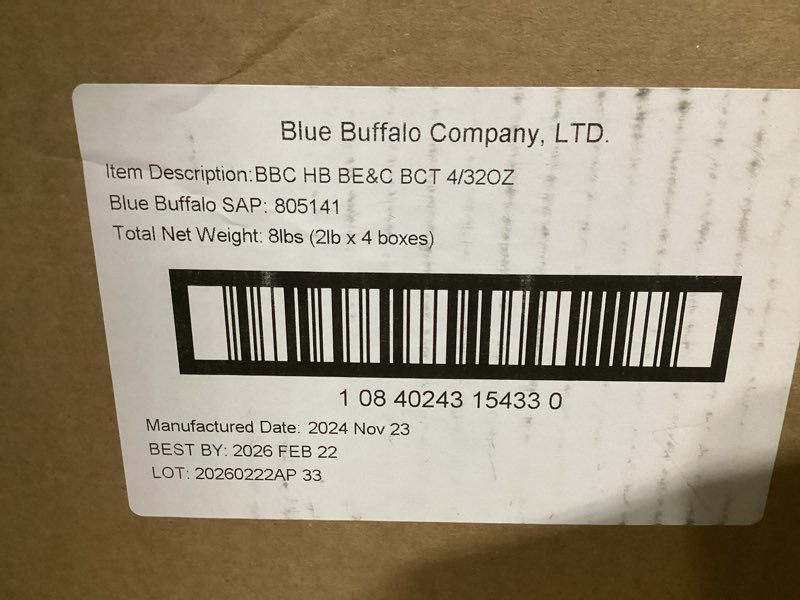 Blue Buffalo Company, LTD.
Item Description:BBC HB BE&C BCT 4/32OZ
Blue Buffalo SAP: 805141
Total Net Weight: 8lbs (2lb x 4 boxes)
1 08 40243 15433 0
Manufactured Date: 2024 Nov 23
BEST BY: 2026 FEB 22
LOT: 20260222AP 33